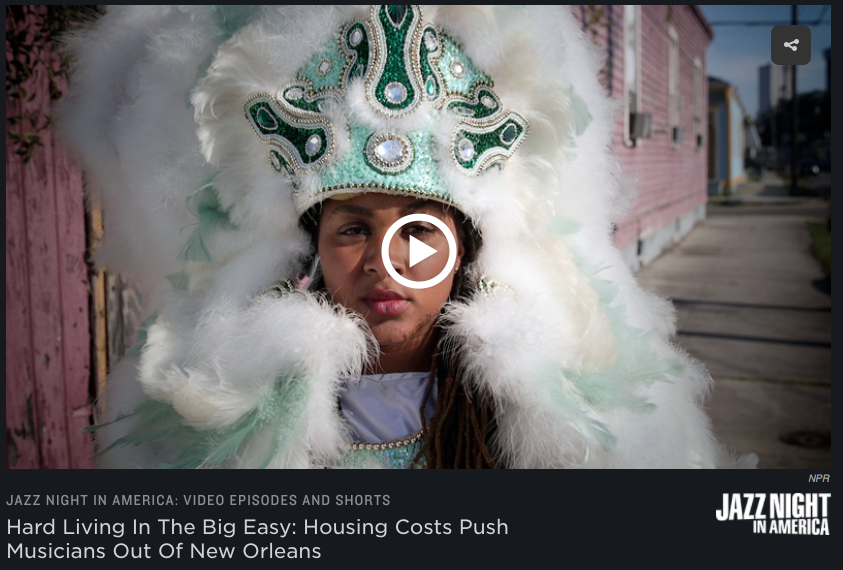 NPR
JAZZ NIGHT IN AMERICA: VIDEO EPISODES AND SHORTS
Hard Living In The Big Easy: Housing Costs Push
Musicians Out Of New Orleans
JAZZ NIGHT
IN AMERICA